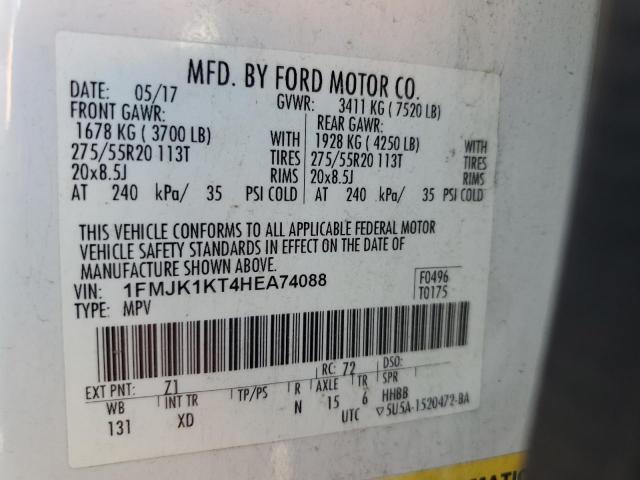 MFD. BY FORD MOTOR CO.
DATE: 05/17 GVWR: 3411 KG ( 7520 LB)
FRONT GAWR: REAR GAWR:
1678 KG ( 3700 LB) WITH 1928 KG ( 4250 LB) WITH
275/55R20 113T TIRES 275/55R20 113T TIRES
20x8.5J RIMS 20x8.5J RIMS
AT 240 kPa/ 35 PSI COLD AT 240 kPa/ 35 PSI COLD
THIS VEHICLE CONFORMS TO ALL APPLICABLE FEDERAL MOTOR
VEHICLE SAFETY STANDARDS IN EFFECT ON THE DATE OF
MANUFACTURE SHOWN ABOVE.
VIN: 1FMJK1KT4HEA74088 F0496
TYPE: MPV T0175
EXT PNT: 71 RC: 72 DSO:
WB INT TR TP/PS R AXLE TR SPR
131 XD N 15 6 HHBB
UTC ▽5U5A-1520472-BA